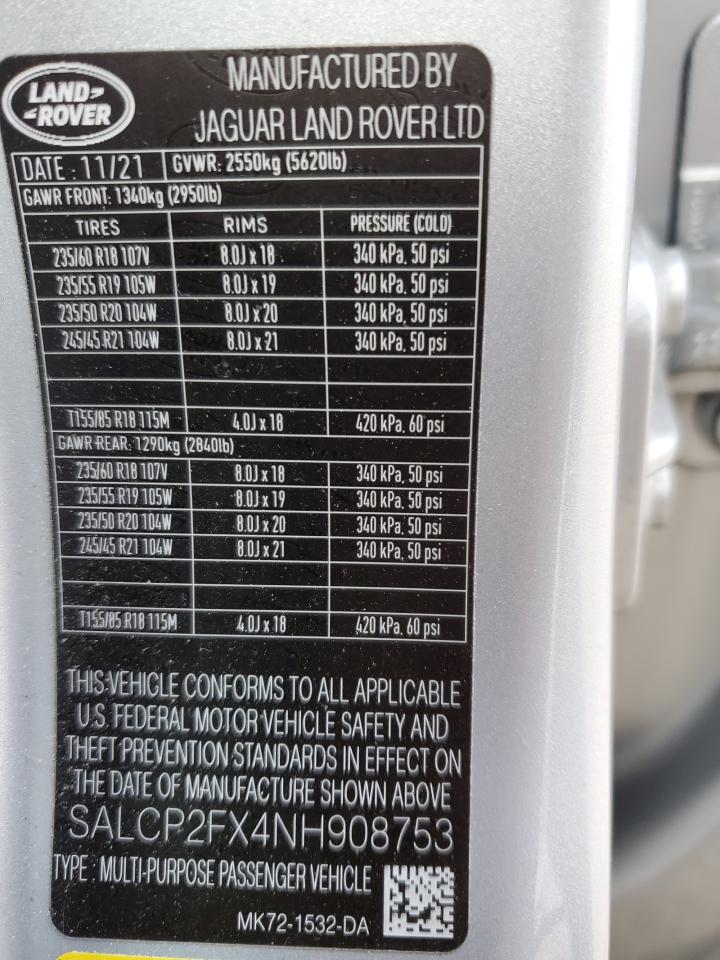 LAND-
-ROVER
MANUFACTURED BY
JAGUAR LAND ROVER LTD
DATE : 11/21 GVWR: 2550kg (5620lb)
GAWR FRONT: 1340kg (2950lb)
TIRES RIMS PRESSURE (COLD)
235/60 R18 107V 8.0J x 18 340 kPa, 50 psi
235/55 R19 105W 8.0J x 19 340 kPa, 50 psi
235/50 R20 104W 8.0J x 20 340 kPa, 50 psi
245/45 R21 104W 8.0J x 21 340 kPa, 50 psi
T155/85 R18 115M 4.0J x 18 420 kPa, 60 psi
GAWR REAR: 1290kg (2840lb)
235/60 R18 107V 8.0J x 18 340 kPa, 50 psi
235/55 R19 105W 8.0J x 19 340 kPa, 50 psi
235/50 R20 104W 8.0J x 20 340 kPa, 50 psi
245/45 R21 104W 8.0J x 21 340 kPa, 50 psi
T155/85 R18 115M 4.0J x 18 420 kPa, 60 psi
THIS VEHICLE CONFORMS TO ALL APPLICABLE
U.S. FEDERAL MOTOR VEHICLE SAFETY AND
THEFT PREVENTION STANDARDS IN EFFECT ON
THE DATE OF MANUFACTURE SHOWN ABOVE
SALCP2FX4NH908753
TYPE : MULTI-PURPOSE PASSENGER VEHICLE
MK72-1532-DA